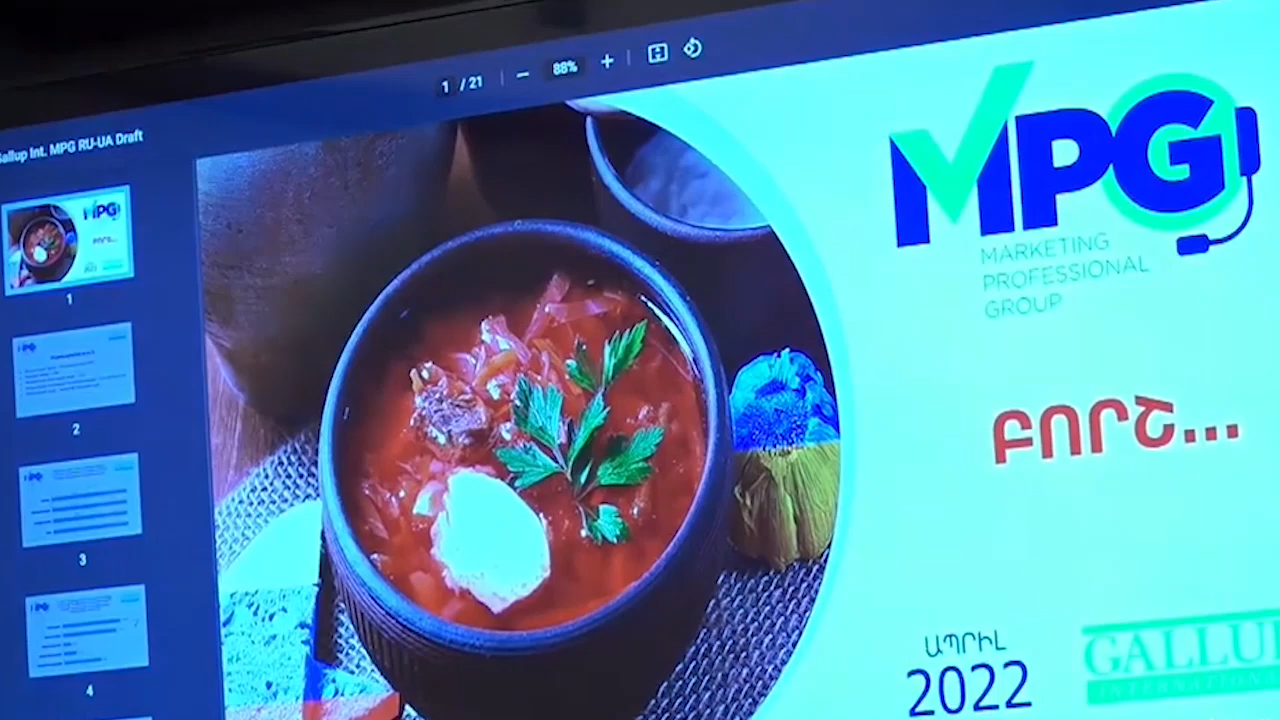 1 / 21
88%
Gallup Int. MPG RU-UA Draft
MPG
MARKETING
PROFESSIONAL
GROUP
ԲՈՐՇ...
ԱՊՐԻԼ
2022
GALLUP
INTERNATIONAL
1
2
3
4